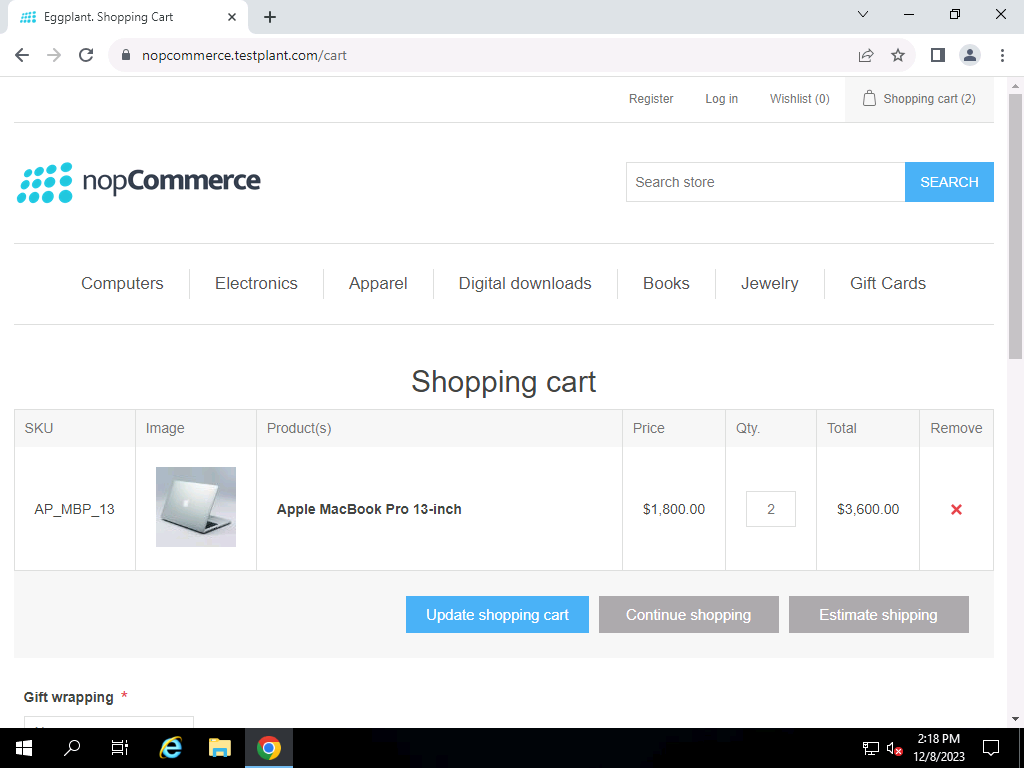 Eggplant. Shopping Cart
nopcommerce.testplant.com/cart
Register
Log in
Wishlist (0)
Shopping cart (2)
nopCommerce
Search store
SEARCH
Computers
Electronics
Apparel
Digital downloads
Books
Jewelry
Gift Cards
Shopping cart
SKU
Image
Product(s)
Price
Qty.
Total
Remove
AP_MBP_13
Apple MacBook Pro 13-inch
$1,800.00
2
$3,600.00
Update shopping cart
Continue shopping
Estimate shipping
Gift wrapping *
2:18 PM
12/8/2023